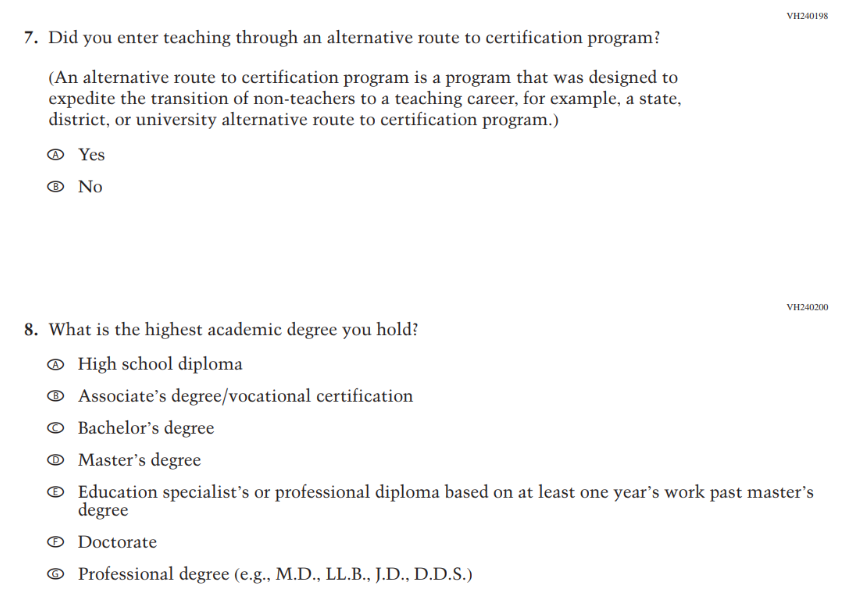 VH240198
7. Did you enter teaching through an alternative route to certification program?
(An alternative route to certification program is a program that was designed to
expedite the transition of non-teachers to a teaching career, for example, a state,
district, or university alternative route to certification program.)
A Yes
B No
VH240200
8. What is the highest academic degree you hold?
A High school diploma
B Associate's degree/vocational certification
C Bachelor's degree
D Master's degree
E Education specialist's or professional diploma based on at least one year's work past master's
degree
F Doctorate
G Professional degree (e.g., M.D., LL.B., J.D., D.D.S.)